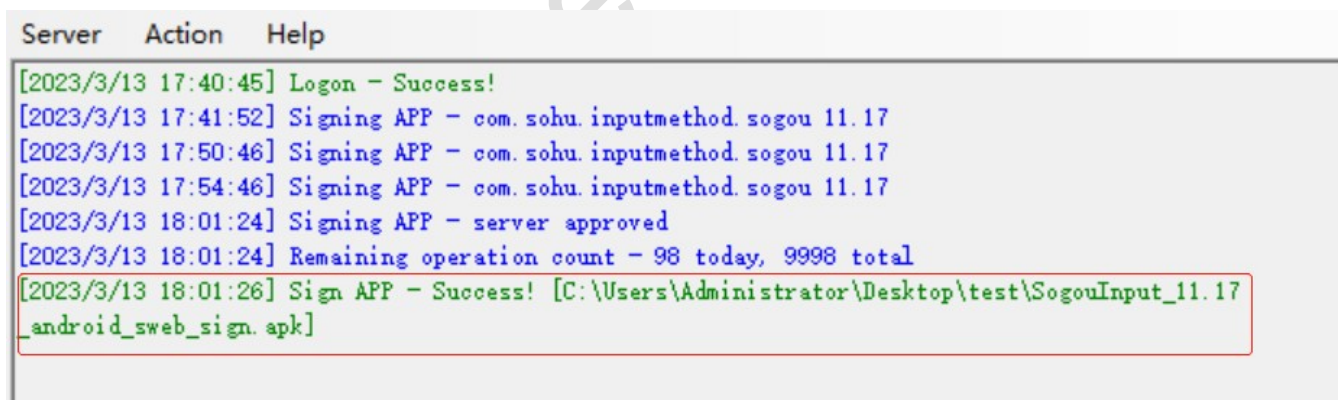 Server Action Help
[2023/3/13 17:40:45] Logon - Success!
[2023/3/13 17:41:52] Signing APP - com.sohu.inputmethod.sogou 11.17
[2023/3/13 17:50:46] Signing APP - com.sohu.inputmethod.sogou 11.17
[2023/3/13 17:54:46] Signing APP - com.sohu.inputmethod.sogou 11.17
[2023/3/13 18:01:24] Signing APP - server approved
[2023/3/13 18:01:24] Remaining operation count - 98 today, 9998 total
[2023/3/13 18:01:26] Sign APP - Success! [C:\Users\Administrator\Desktop\test\SogouInput_11.17
_android_sweb_sign.apk]